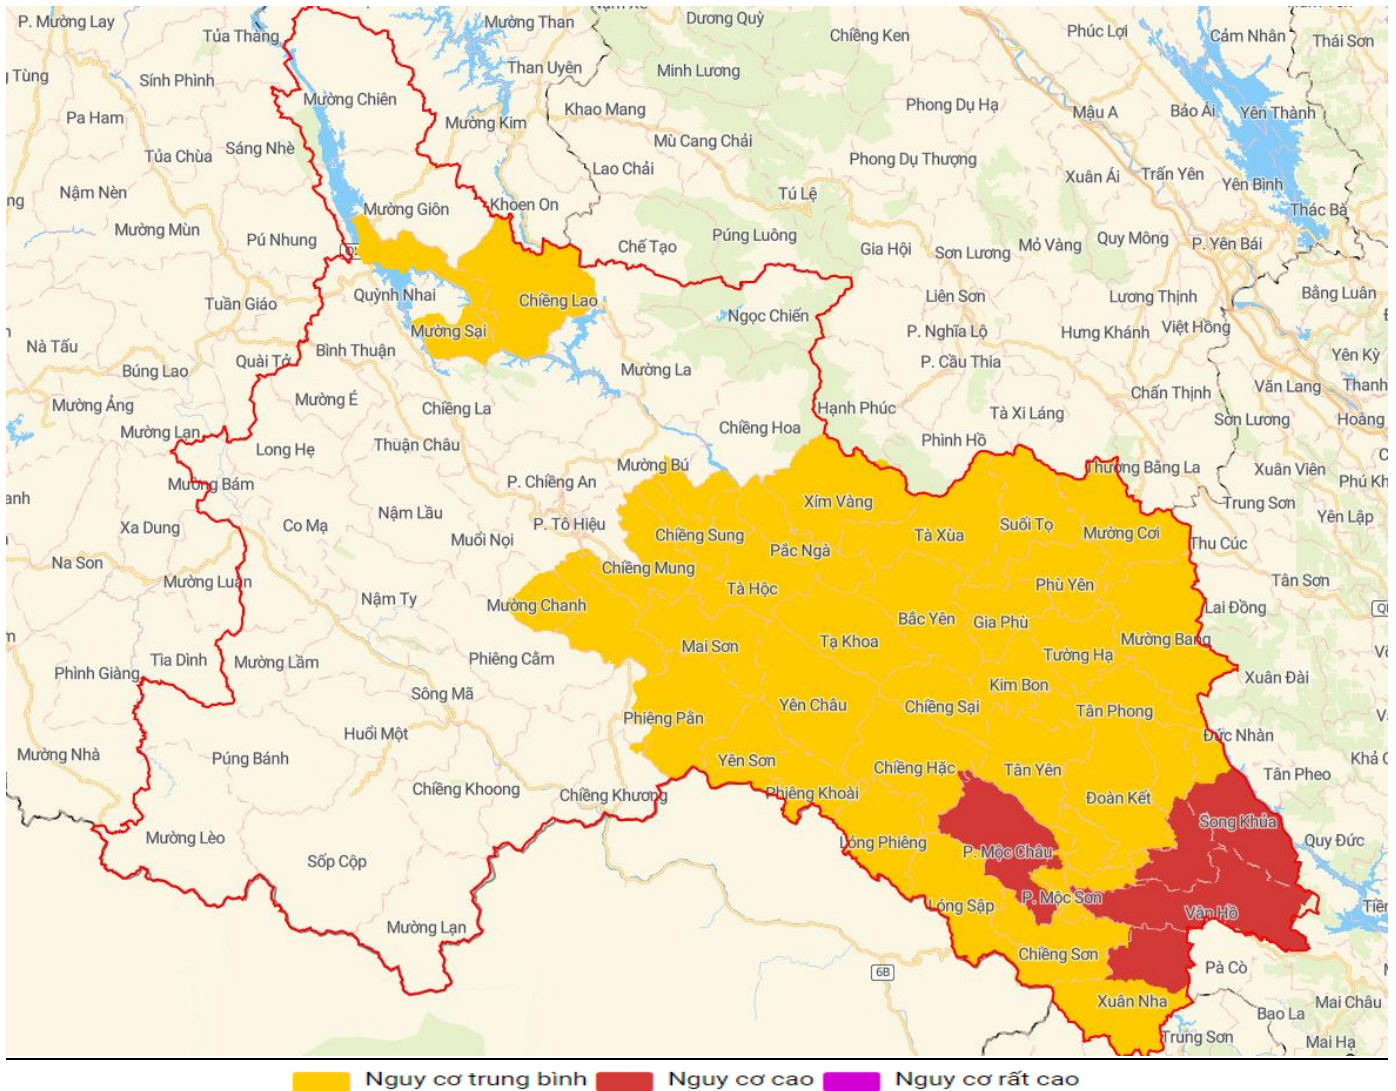 P. Mường Lay
Tủa Thàng
Mường Than
Dương Quỳ
Chiềng Ken
Phúc Lợi
Cảm Nhân
Thái Sơn
Sính Phình
Than Uyên
Minh Lương
Mường Chiên
Khao Mang
Phong Dụ Hạ
Mậu A
Bảo Ái
Yên Thành
Pa Ham
Mường Kim
Mù Cang Chải
Tủa Chùa
Sáng Nhè
Lao Chải
Phong Dụ Thượng
Xuân Ái
Trấn Yên
Yên Bình
Nậm Nèn
Tú Lệ
Mường Giôn
Khoen On
Thác Bà
Mường Mùn
Pú Nhung
Chế Tạo
Púng Luông
Gia Hội
Sơn Lương
Mỏ Vàng
Quy Mông
P. Yên Bái
Tuần Giáo
Quỳnh Nhai
Chiềng Lao
Ngọc Chiến
Liên Sơn
Lương Thịnh
Bằng Luân
Nà Tấu
Mường Sại
P. Nghĩa Lộ
Hưng Khánh
Việt Hồng
Búng Lao
Quài Tở
Bình Thuận
Mường La
P. Cầu Thia
Yên Kỳ
Mường Ảng
Mường É
Chiềng La
Chấn Thịnh
Văn Lang
Thanh
Mường Lạn
Long Hẹ
Thuận Châu
Chiềng Hoa
Hạnh Phúc
Tà Xi Láng
Sơn Lương
Hoàng
Phình Hồ
Mường Bám
P. Chiềng An
Mường Bú
Thượng Bằng La
Xuân Viên
Phú Kh
Xa Dung
Co Mạ
Nậm Lầu
P. Tô Hiệu
Xím Vàng
Trung Sơn
Yên Lập
Na Son
Muổi Nọi
Chiềng Sung
Pắc Ngà
Tà Xùa
Suối Tọ
Mường Cơi
Thu Cúc
Mường Luân
Chiềng Mung
Tà Hộc
Phù Yên
Tân Sơn
Nậm Ty
Mường Chanh
Bắc Yên
Gia Phù
Lai Đồng
Phình Giàng
Tìa Dình
Mường Lầm
Phiêng Cằm
Mai Sơn
Tạ Khoa
Tường Hạ
Mường Bang
Sông Mã
Kim Bon
Xuân Đài
Mường Nhà
Púng Bánh
Huổi Một
Phiêng Pằn
Yên Châu
Chiềng Sại
Tân Phong
Đức Nhàn
Khả C
Chiềng Khoong
Chiềng Khương
Yên Sơn
Phiêng Khoài
Chiềng Hặc
Tân Yên
Đoàn Kết
Tân Pheo
Mường Lèo
Sốp Cộp
Lóng Phiêng
P. Mộc Châu
Song Khủa
Quy Đức
Mường Lạn
Lóng Sập
P. Mộc Sơn
Vân Hồ
Tiề
Chiềng Sơn
6B
Pà Cò
Xuân Nha
Mai Châu
Bao La
Trung Sơn
Mai Hạ
Nguy cơ trung bình Nguy cơ cao Nguy cơ rất cao